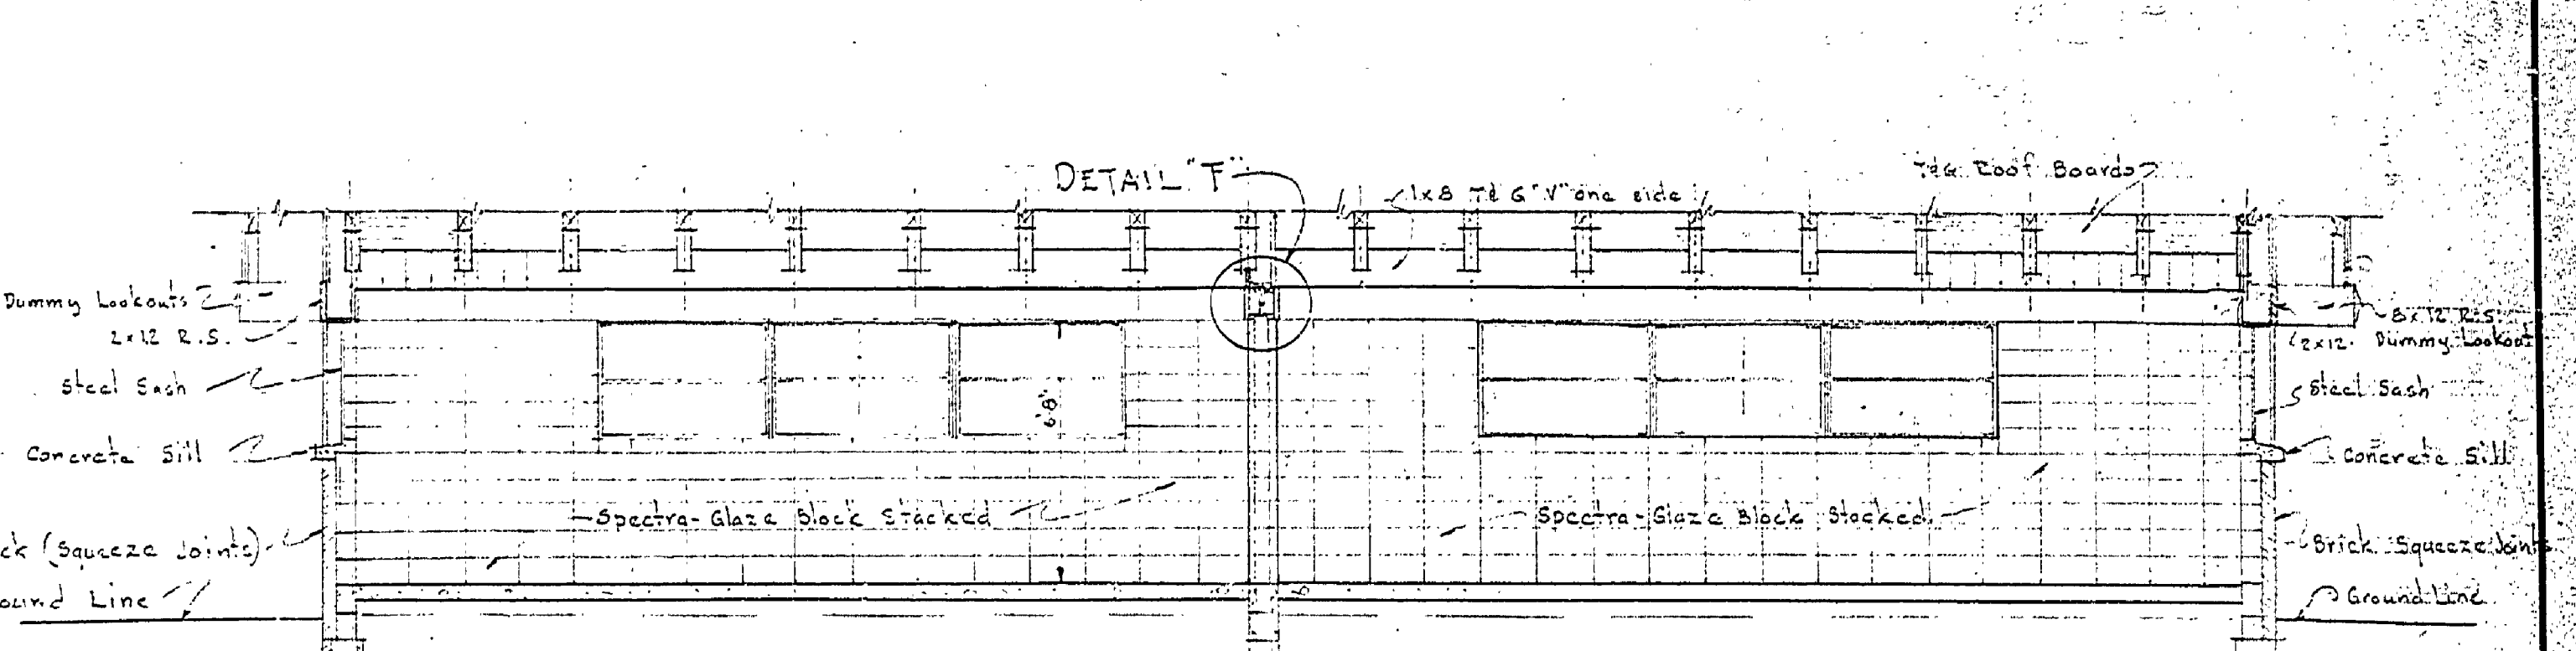 DETAIL "F"
T&G Roof Boards
1x8 T&G "V" one side
Dummy Lookouts
2x12 R.S.
8x12 R.S.
2x12 Dummy Lookout
Steel Sash
6'8"
Steel Sash
Concrete Sill
Concrete Sill
Spectra-Glaze Block Stacked
Spectra-Glaze Block Stacked
ck (Squeeze Joints)
Brick Squeeze Joints
ound Line
Ground Line